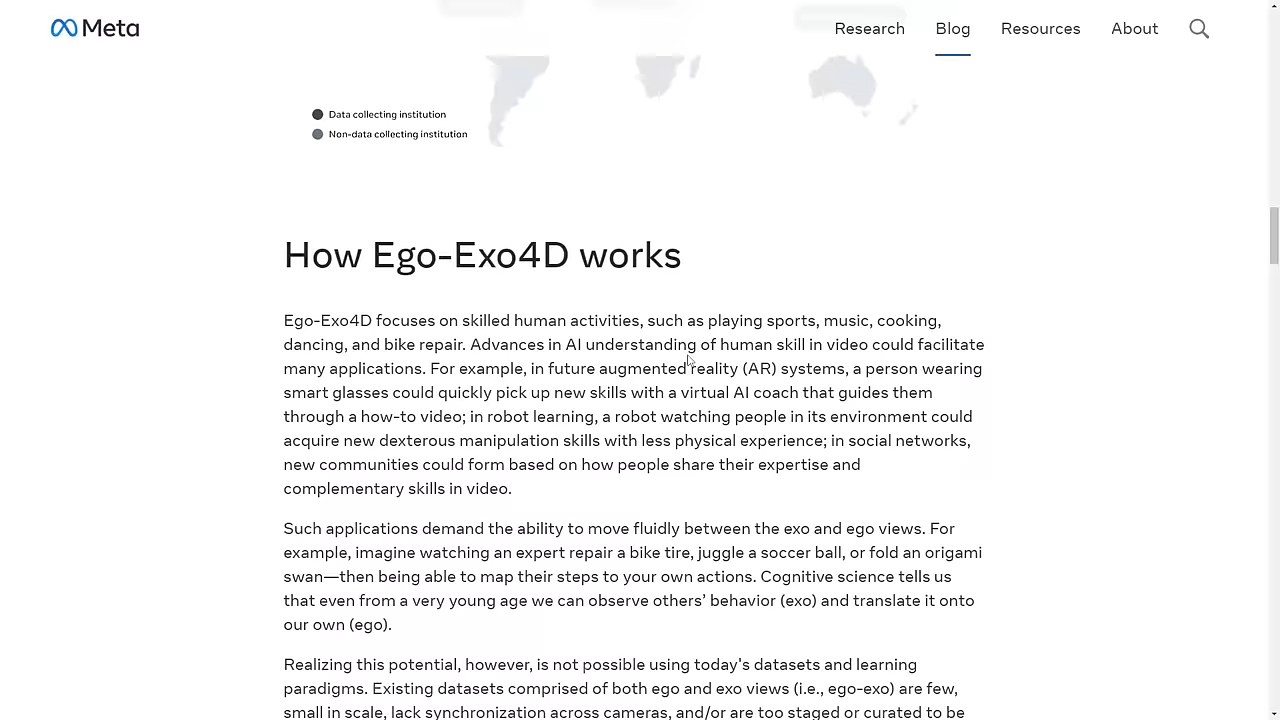 Meta
Research
Blog
Resources
About
Data collecting institution
Non-data collecting institution
How Ego-Exo4D works
Ego-Exo4D focuses on skilled human activities, such as playing sports, music, cooking,
dancing, and bike repair. Advances in AI understanding of human skill in video could facilitate
many applications. For example, in future augmented reality (AR) systems, a person wearing
smart glasses could quickly pick up new skills with a virtual AI coach that guides them
through a how-to video; in robot learning, a robot watching people in its environment could
acquire new dexterous manipulation skills with less physical experience; in social networks,
new communities could form based on how people share their expertise and
complementary skills in video.
Such applications demand the ability to move fluidly between the exo and ego views. For
example, imagine watching an expert repair a bike tire, juggle a soccer ball, or fold an origami
swan—then being able to map their steps to your own actions. Cognitive science tells us
that even from a very young age we can observe others’ behavior (exo) and translate it onto
our own (ego).
Realizing this potential, however, is not possible using today's datasets and learning
paradigms. Existing datasets comprised of both ego and exo views (i.e., ego-exo) are few,
small in scale, lack synchronization across cameras, and/or are too staged or curated to be